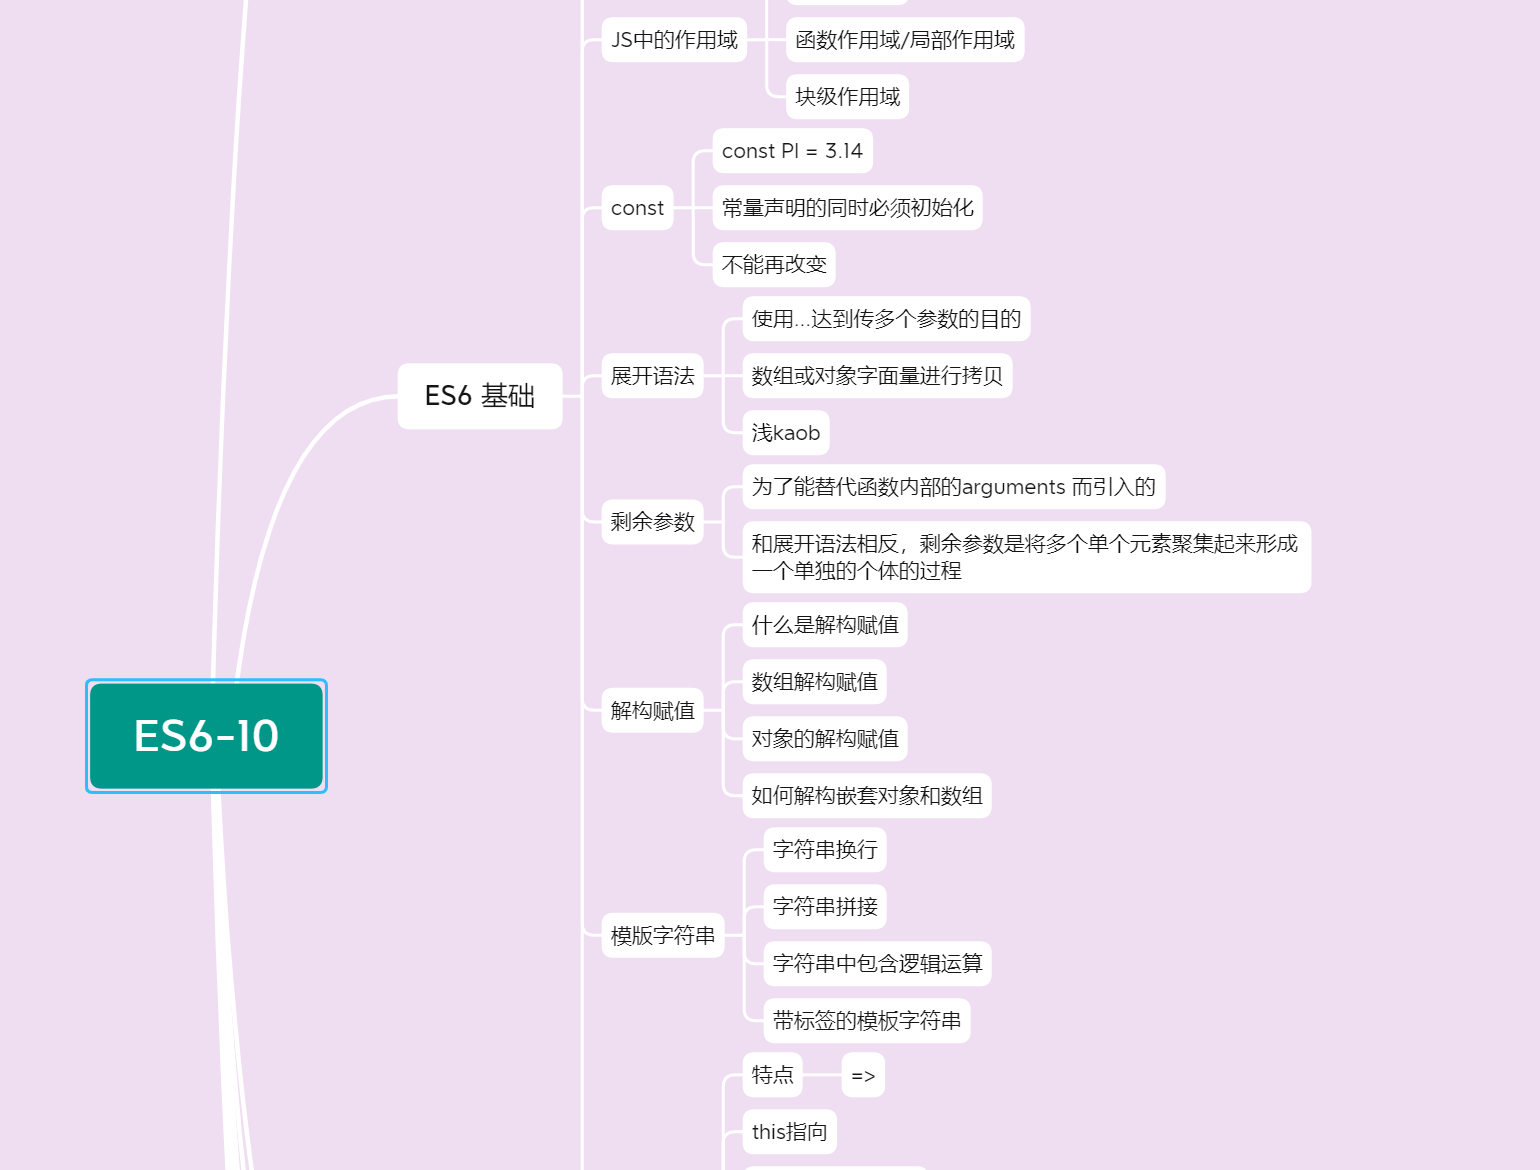 JS中的作用域
函数作用域/局部作用域
块级作用域
const
const PI = 3.14
常量声明的同时必须初始化
不能再改变
ES6 基础
展开语法
使用...达到传多个参数的目的
数组或对象字面量进行拷贝
浅kaob
剩余参数
为了能替代函数内部的arguments 而引入的
和展开语法相反，剩余参数是将多个单个元素聚集起来形成
一个单独的个体的过程
ES6-10
解构赋值
什么是解构赋值
数组解构赋值
对象的解构赋值
如何解构嵌套对象和数组
模版字符串
字符串换行
字符串拼接
字符串中包含逻辑运算
带标签的模板字符串
特点
=>
this指向